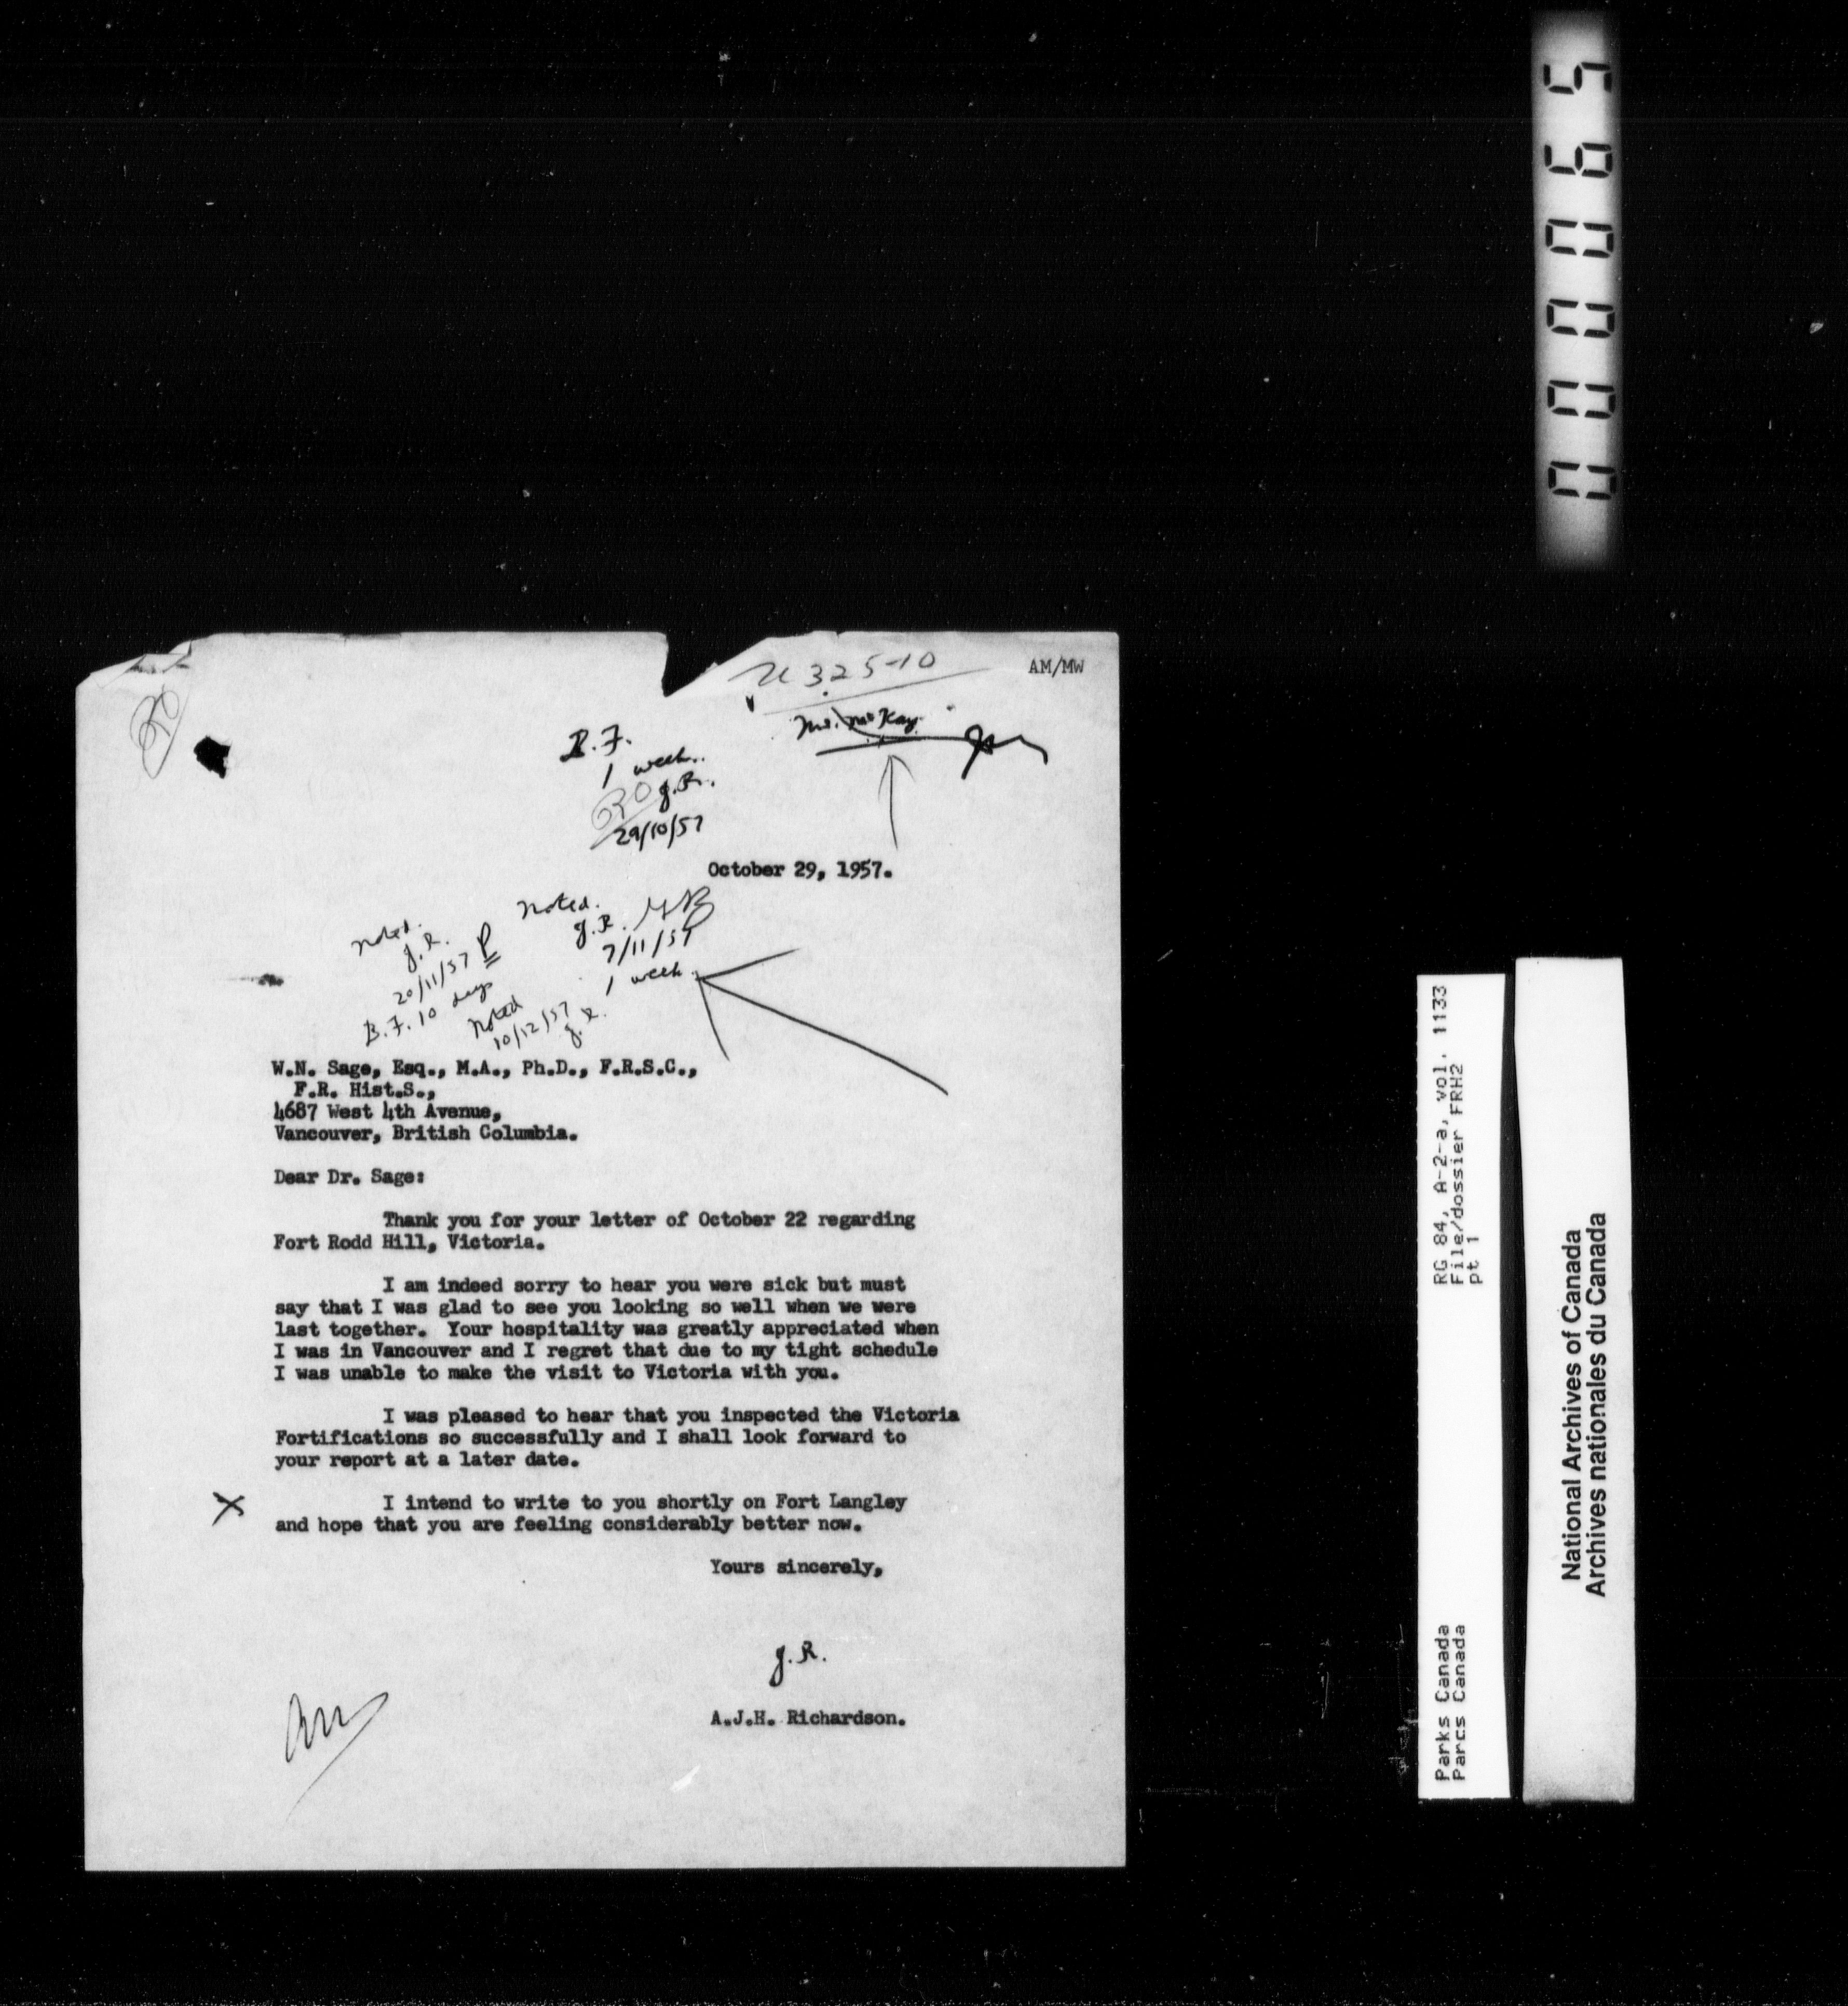 000065
325-10
AM/MW
Mr. McKay
B.F.
1 week.
J.R.
29/10/57
October 29, 1957.
Noted.
J.R.
7/11/57
1 week.
Noted.
J.R.
20/11/57
B.F. 10 days
Noted
10/12/57
J.R.
W.N. Sage, Esq., M.A., Ph.D., F.R.S.C.,
F.R. Hist.S.,
4687 West 4th Avenue,
Vancouver, British Columbia.
Dear Dr. Sage:
Thank you for your letter of October 22 regarding
Fort Rodd Hill, Victoria.
I am indeed sorry to hear you were sick but must
say that I was glad to see you looking so well when we were
last together. Your hospitality was greatly appreciated when
I was in Vancouver and I regret that due to my tight schedule
I was unable to make the visit to Victoria with you.
I was pleased to hear that you inspected the Victoria
Fortifications so successfully and I shall look forward to
your report at a later date.
X
I intend to write to you shortly on Fort Langley
and hope that you are feeling considerably better now.
Yours sincerely,
J.R.
A.J.H. Richardson.
Parks Canada
Parcs Canada
RG 84, A-2-a, vol. 1133
File/dossier FRH2
pt 1
National Archives of Canada
Archives nationales du Canada